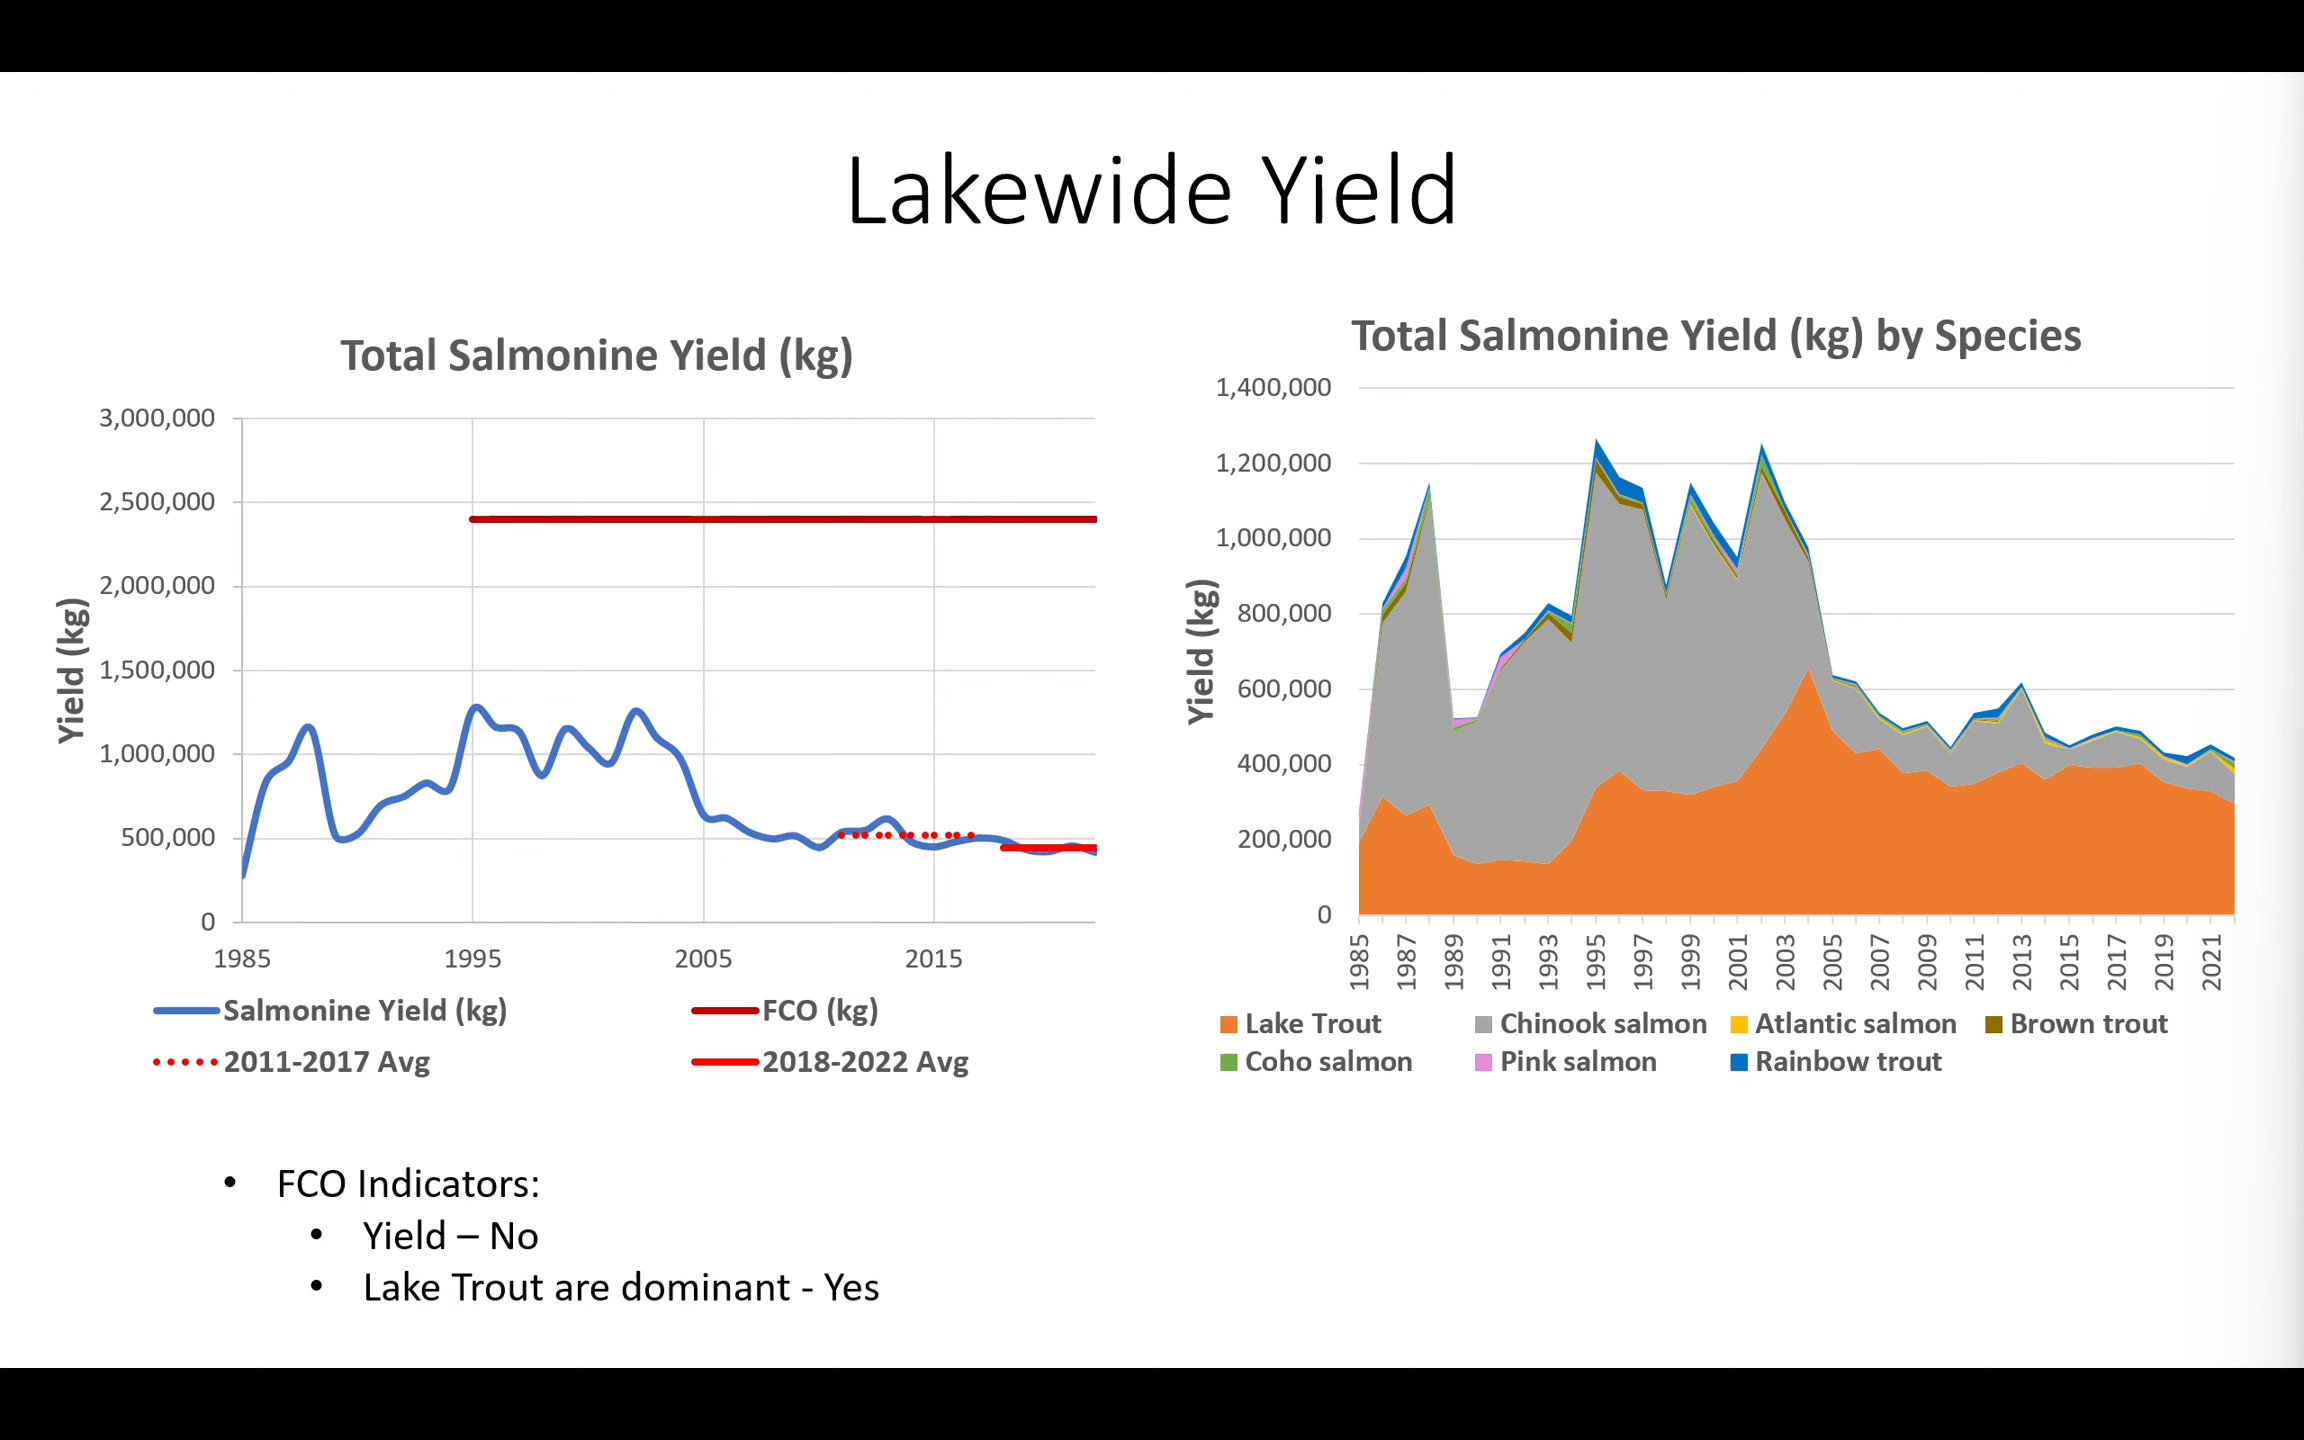 Lakewide Yield
Total Salmonine Yield (kg)
3,000,000
2,500,000
2,000,000
1,500,000
1,000,000
500,000
0
Yield (kg)
1985 1995 2005 2015
Salmonine Yield (kg) FCO (kg)
2011-2017 Avg 2018-2022 Avg
Total Salmonine Yield (kg) by Species
1,400,000
1,200,000
1,000,000
800,000
600,000
400,000
200,000
0
Yield (kg)
1985 1987 1989 1991 1993 1995 1997 1999 2001 2003 2005 2007 2009 2011 2013 2015 2017 2019 2021
Lake Trout Chinook salmon Atlantic salmon Brown trout
Coho salmon Pink salmon Rainbow trout
• FCO Indicators:
• Yield – No
• Lake Trout are dominant - Yes